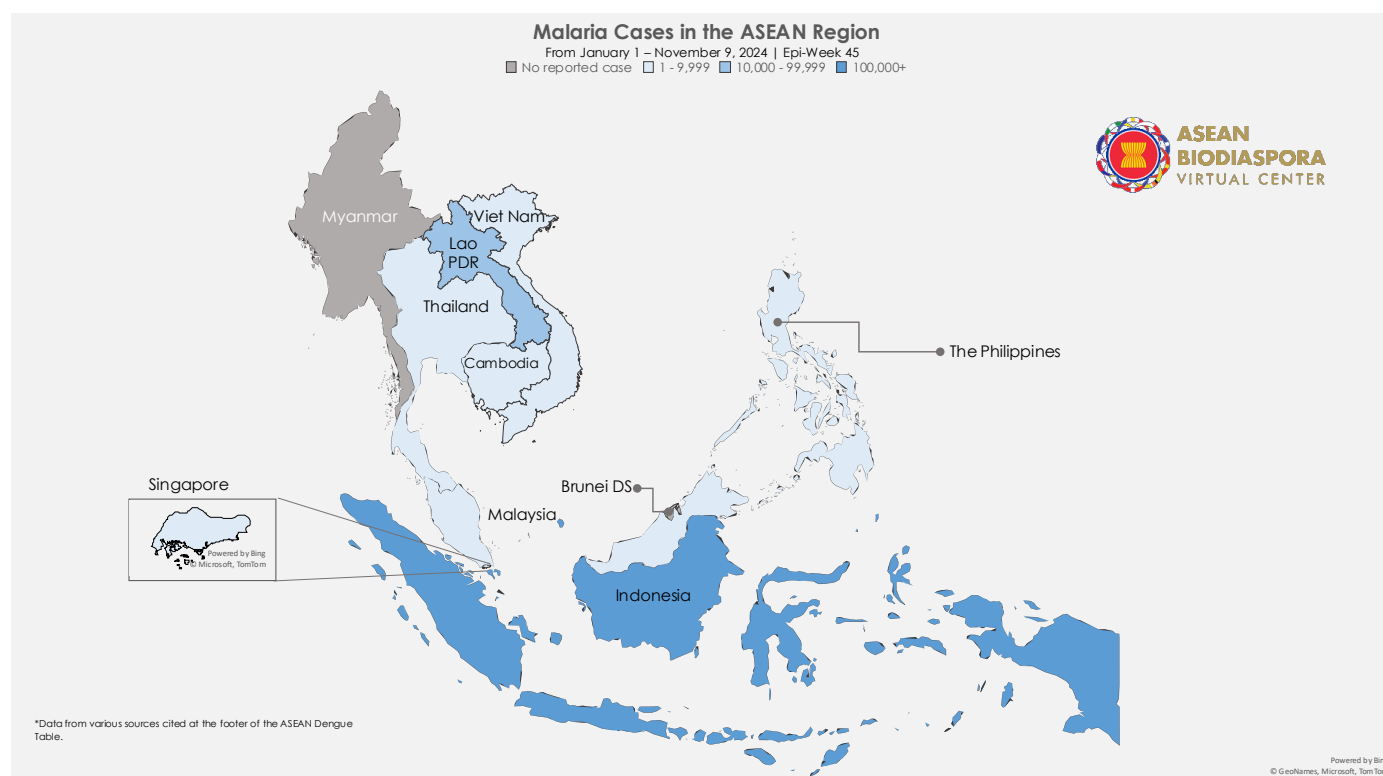 Malaria Cases in the ASEAN Region
From January 1 – November 9, 2024 | Epi-Week 45
No reported case 1 - 9,999 10,000 - 99,999 100,000+
ASEAN
BIODIASPORA
VIRTUAL CENTER
Myanmar
Viet Nam
Lao
PDR
Thailand
Cambodia
The Philippines
Singapore
Brunei DS
Malaysia
Powered by Bing
© Microsoft, TomTom
Indonesia
*Data from various sources cited at the footer of the ASEAN Dengue
Table.
Powered by Bin
© GeoNames, Microsoft, TomTom